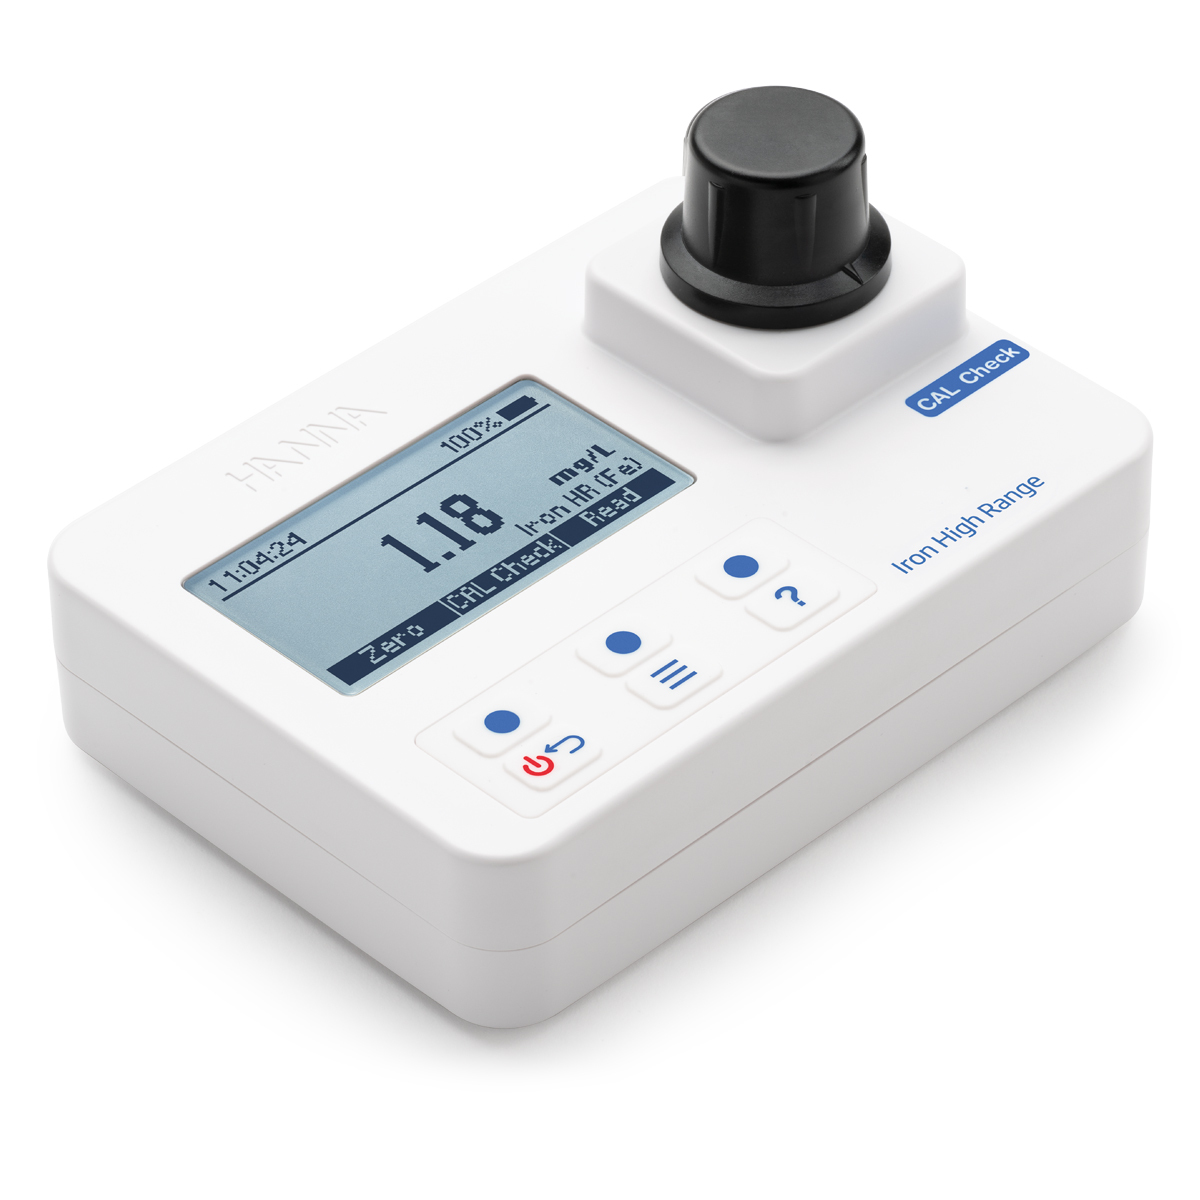 HANNA
11:04:24 100%
1.18 mg/L
Iron HR (Fe)
Zero CAL Check Read
CAL Check
Iron High Range
?